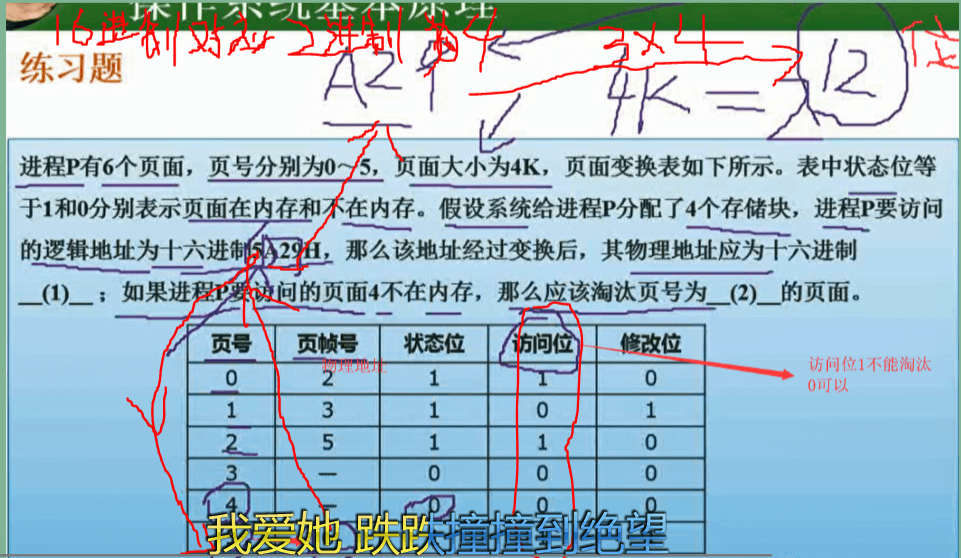 操作系统基本原理
16进制对应2进制为4
3×4
位
练习题
A29
4K=2 12
进程P有6个页面，页号分别为0～5，页面大小为4K，页面变换表如下所示。表中状态位等
于1和0分别表示页面在内存和不在内存。假设系统给进程P分配了4个存储块，进程P要访问
的逻辑地址为十六进制5A29H，那么该地址经过变换后，其物理地址应为十六进制
__(1)__；如果进程P要访问的页面4不在内存，那么应该淘汰页号为__(2)__的页面。
页号 页帧号 状态位 访问位 修改位
物理地址
访问位1不能淘汰
0可以
0 2 1 1 0
1 3 1 0 1
2 5 1 1 0
3 — 0 0 0
4 — 0 0 0
我爱她 跌跌撞撞到绝望